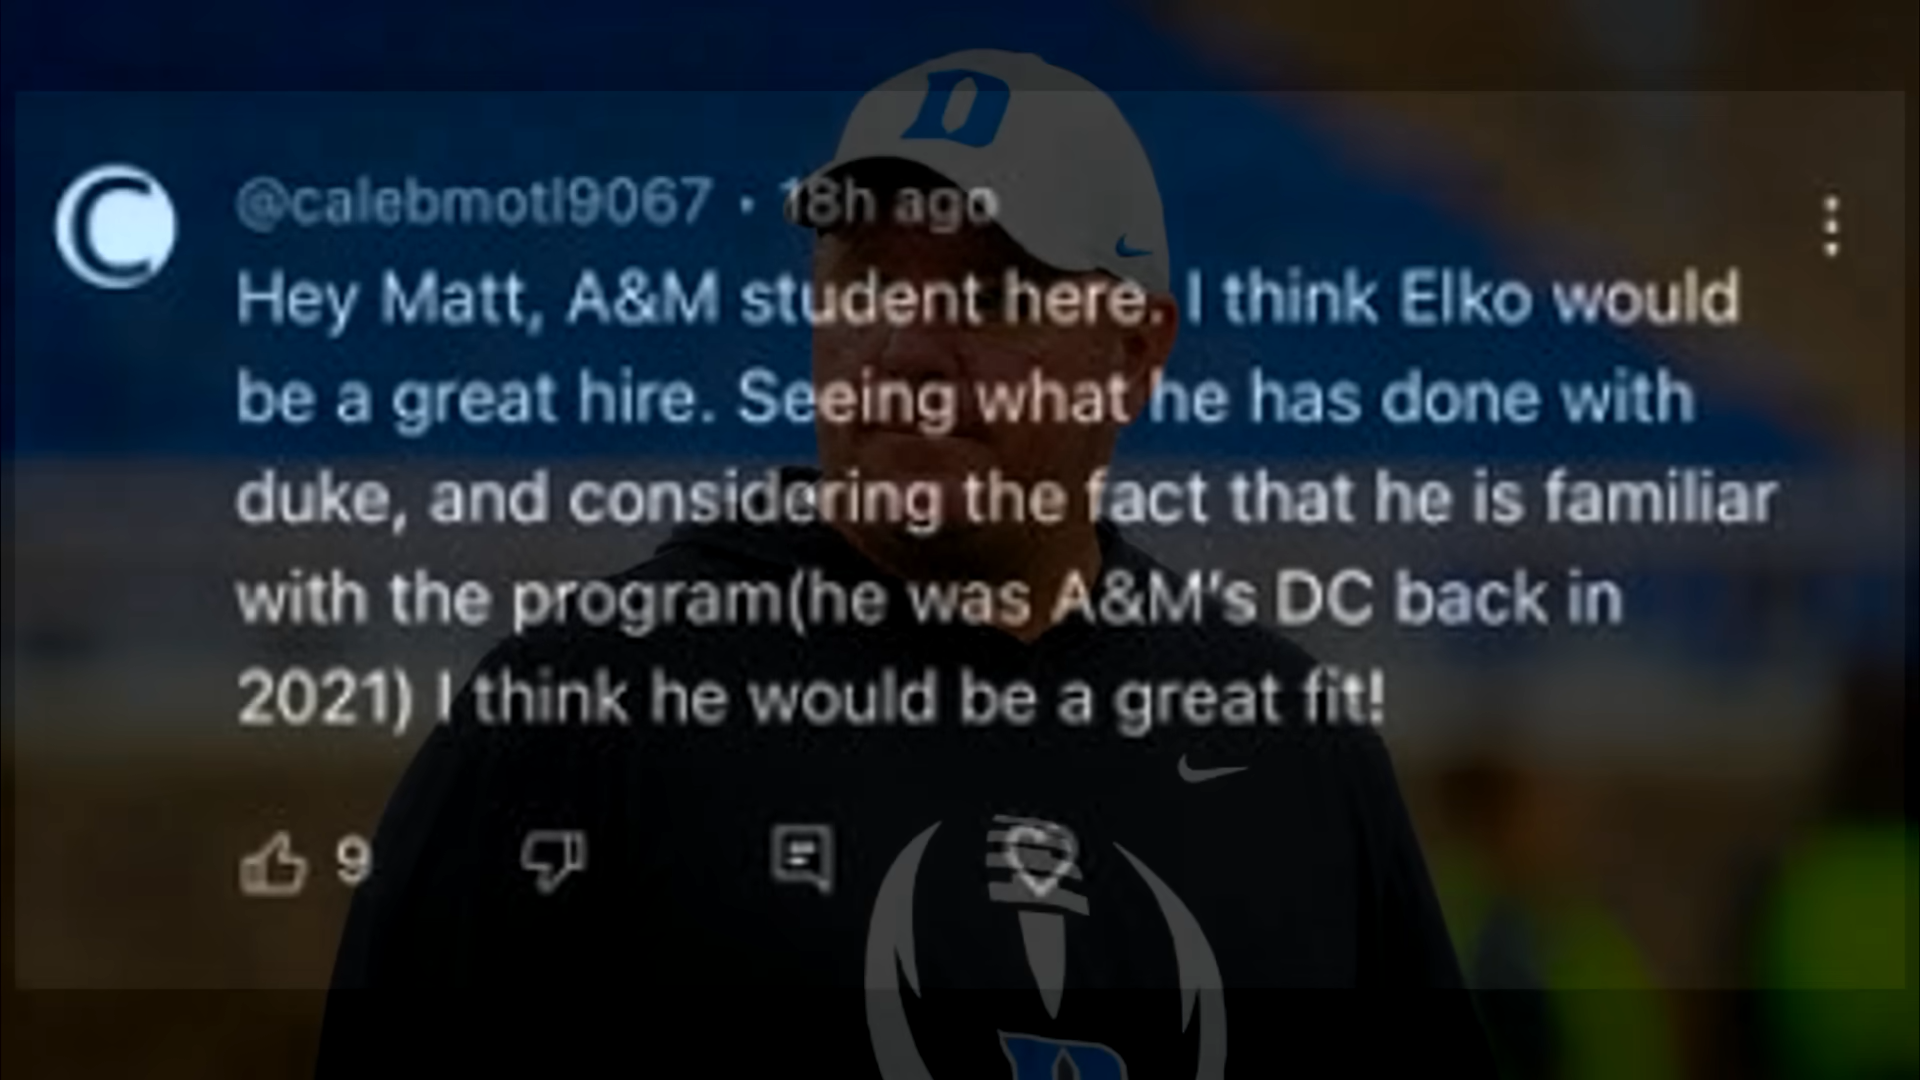 D
@calebmotl9067 · 18h ago
Hey Matt, A&M student here. I think Elko would
be a great hire. Seeing what he has done with
duke, and considering the fact that he is familiar
with the program(he was A&M's DC back in
2021) I think he would be a great fit!
9
D